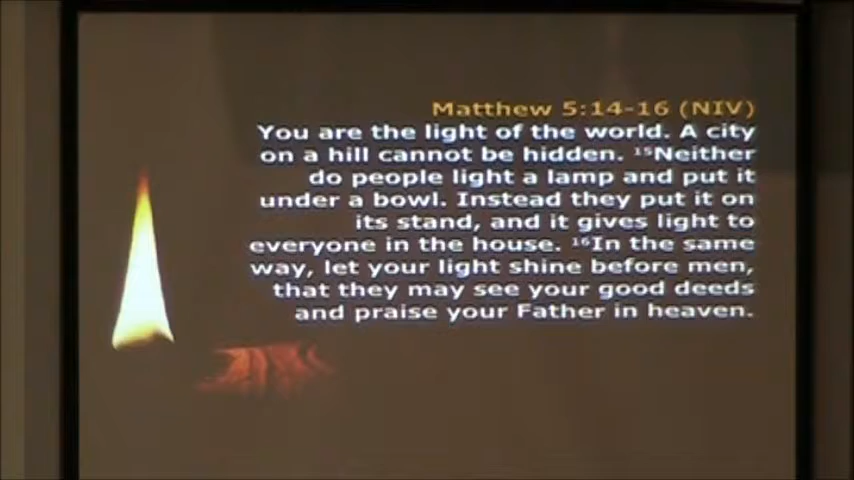 Matthew 5:14-16 (NIV)
You are the light of the world. A city
on a hill cannot be hidden. ¹⁵Neither
do people light a lamp and put it
under a bowl. Instead they put it on
its stand, and it gives light to
everyone in the house. ¹⁶In the same
way, let your light shine before men,
that they may see your good deeds
and praise your Father in heaven.